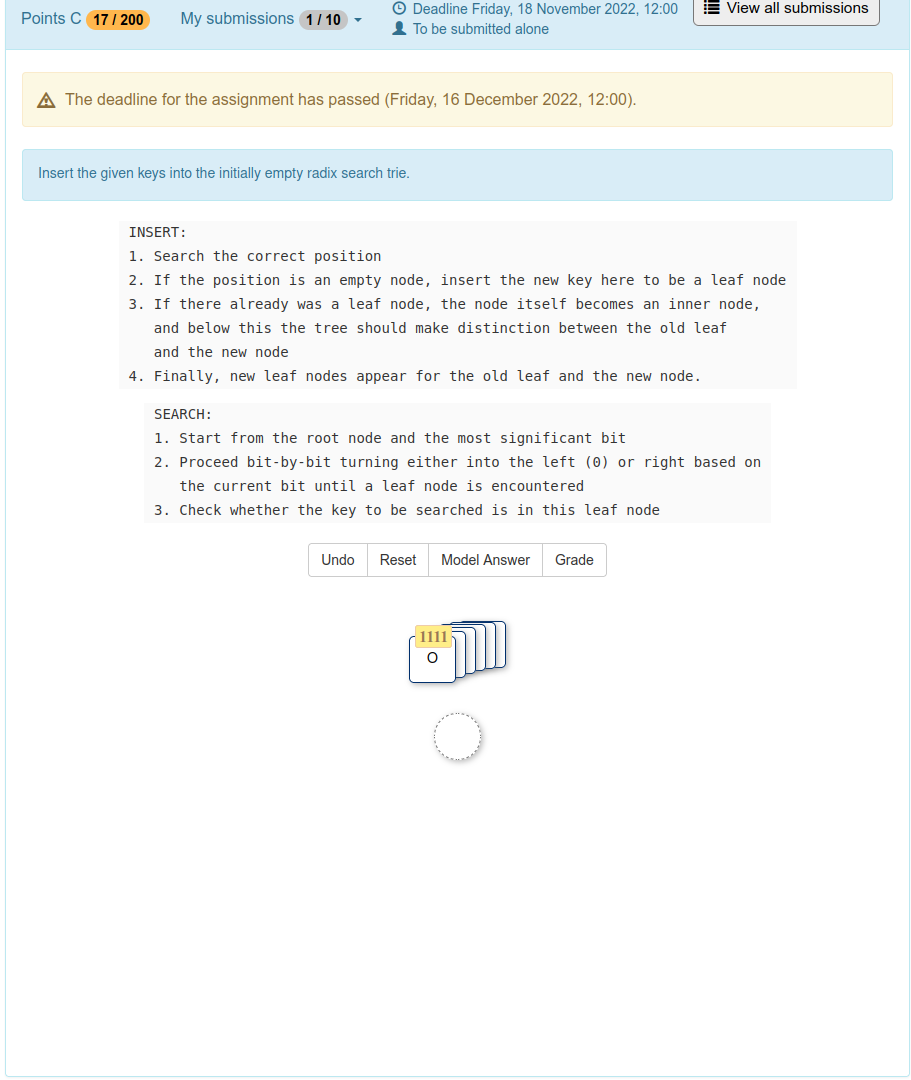 Points C 17 / 200 My submissions 1 / 10 Deadline Friday, 18 November 2022, 12:00 View all submissions
To be submitted alone
The deadline for the assignment has passed (Friday, 16 December 2022, 12:00).
Insert the given keys into the initially empty radix search trie.
INSERT:
1. Search the correct position
2. If the position is an empty node, insert the new key here to be a leaf node
3. If there already was a leaf node, the node itself becomes an inner node,
and below this the tree should make distinction between the old leaf
and the new node
4. Finally, new leaf nodes appear for the old leaf and the new node.
SEARCH:
1. Start from the root node and the most significant bit
2. Proceed bit-by-bit turning either into the left (0) or right based on
the current bit until a leaf node is encountered
3. Check whether the key to be searched is in this leaf node
Undo Reset Model Answer Grade
1111
O